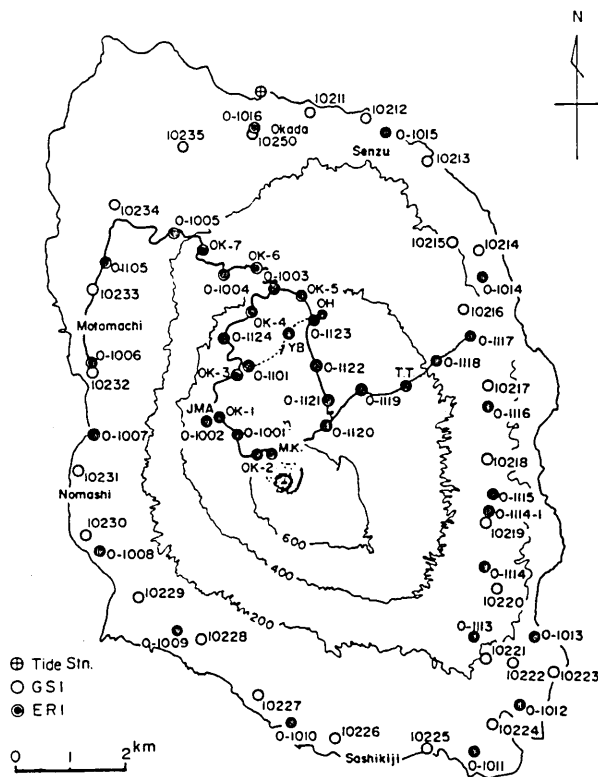 N
10211
10212
0-1016
Okada
10250
0-1015
10235
Senzu
10213
10234
0-1005
OK-7
10215
10214
OK-6
0-1003
0-1105
0-1004
OK-5
0-1014
10233
OH
10216
OK-4
0-1123
Motomachi
0-1124
YB
0-1117
0-1006
0-1118
OK-3
0-1101
0-1122
T.T
10232
10217
0-1121
0-1119
JMA
OK-1
0-1116
0-1002
0-1001
0-1120
0-1007
M.K.
OK-2
10218
10231
Nomashi
0-1115
0-1114-1
10230
10219
600
0-1008
400
0-1114
10220
10229
200
0-1113
0-1013
0-1009
10228
10221
10222
10223
Tide Stn.
GSI
10227
0-1012
ERI
10224
0-1010
10226
10225
Sashikiji
0-1011
0 1 2 km